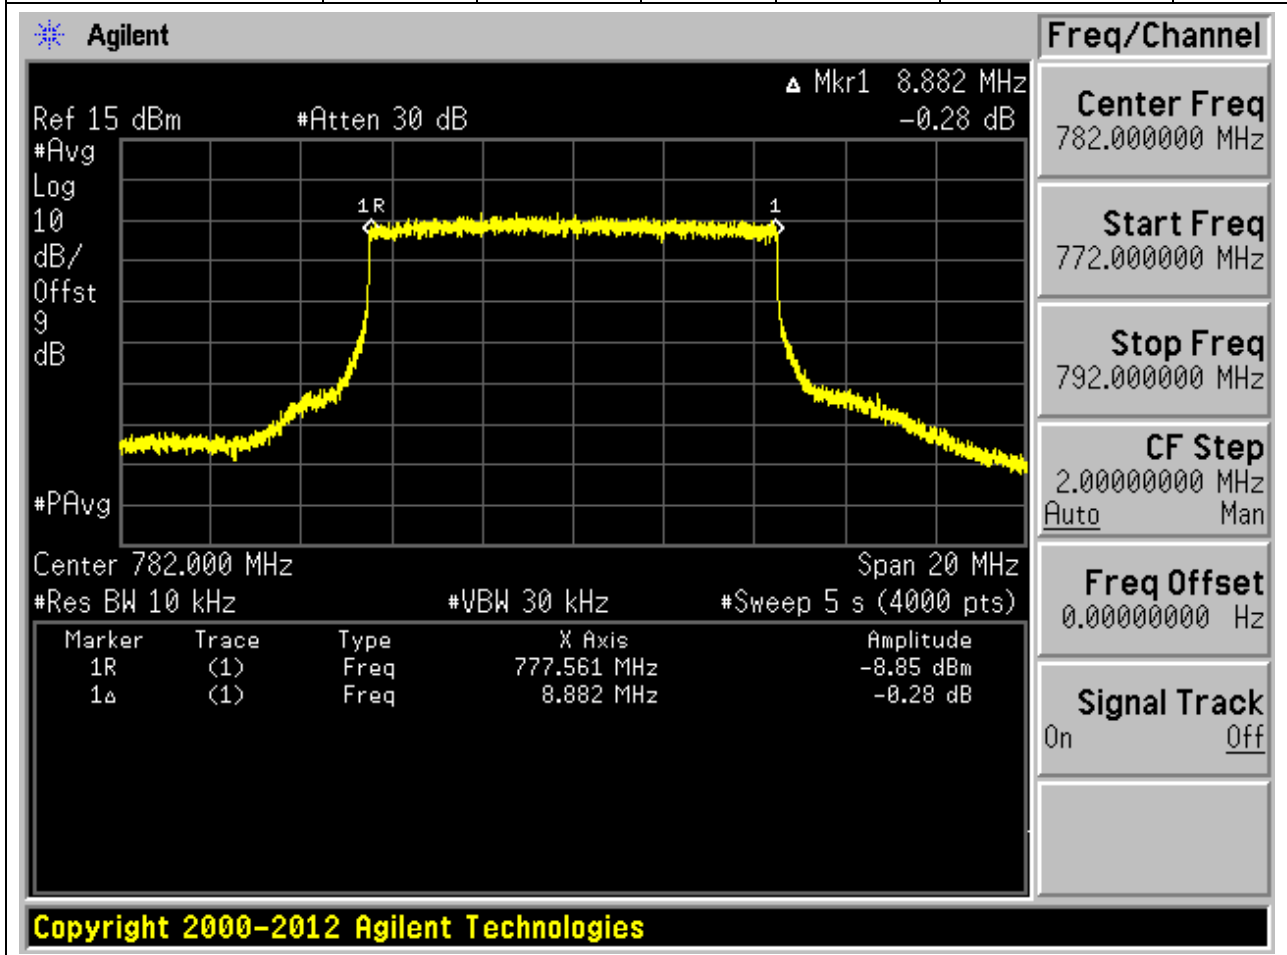 Agilent
Freq/Channel
Δ Mkr1 8.882 MHz
Ref 15 dBm #Atten 30 dB -0.28 dB
#Avg
Log
10
dB/
Offst
9
dB
1R 1
#PAvg
Center 782.000 MHz Span 20 MHz
#Res BW 10 kHz #VBW 30 kHz #Sweep 5 s (4000 pts)
Marker Trace Type X Axis Amplitude
1R (1) Freq 777.561 MHz -8.85 dBm
1Δ (1) Freq 8.882 MHz -0.28 dB
Center Freq
782.000000 MHz
Start Freq
772.000000 MHz
Stop Freq
792.000000 MHz
CF Step
2.00000000 MHz
Auto Man
Freq Offset
0.00000000 Hz
Signal Track
On Off
Copyright 2000-2012 Agilent Technologies